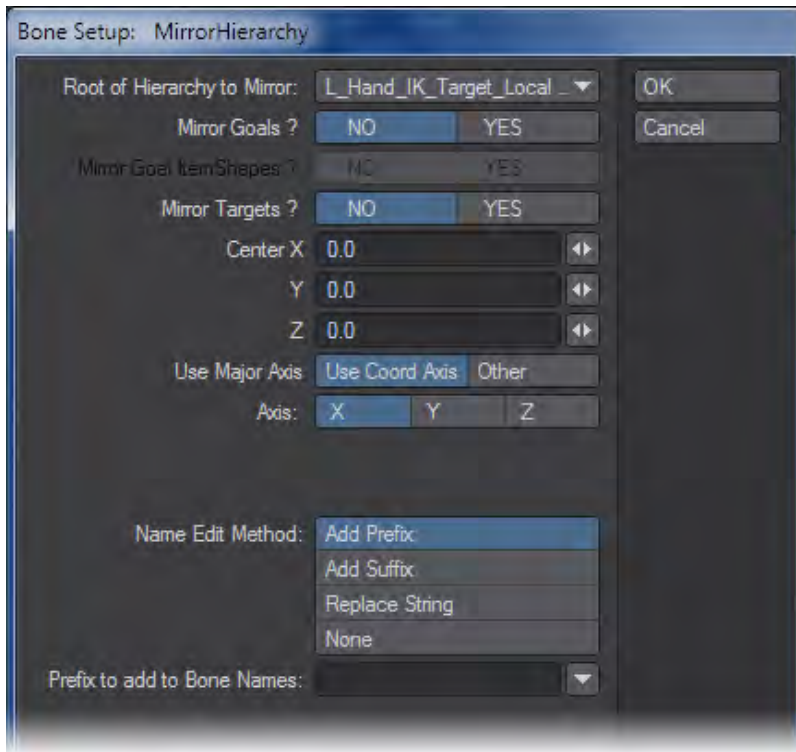 Bone Setup: MirrorHierarchy
Root of Hierarchy to Mirror: L_Hand_IK_Target_Local ... OK
Mirror Goals ? NO YES Cancel
Mirror Goal ItemShapes ? NO YES
Mirror Targets ? NO YES
Center X 0.0
Y 0.0
Z 0.0
Use Major Axis Use Coord Axis Other
Axis: X Y Z
Name Edit Method: Add Prefix
Add Suffix
Replace String
None
Prefix to add to Bone Names: